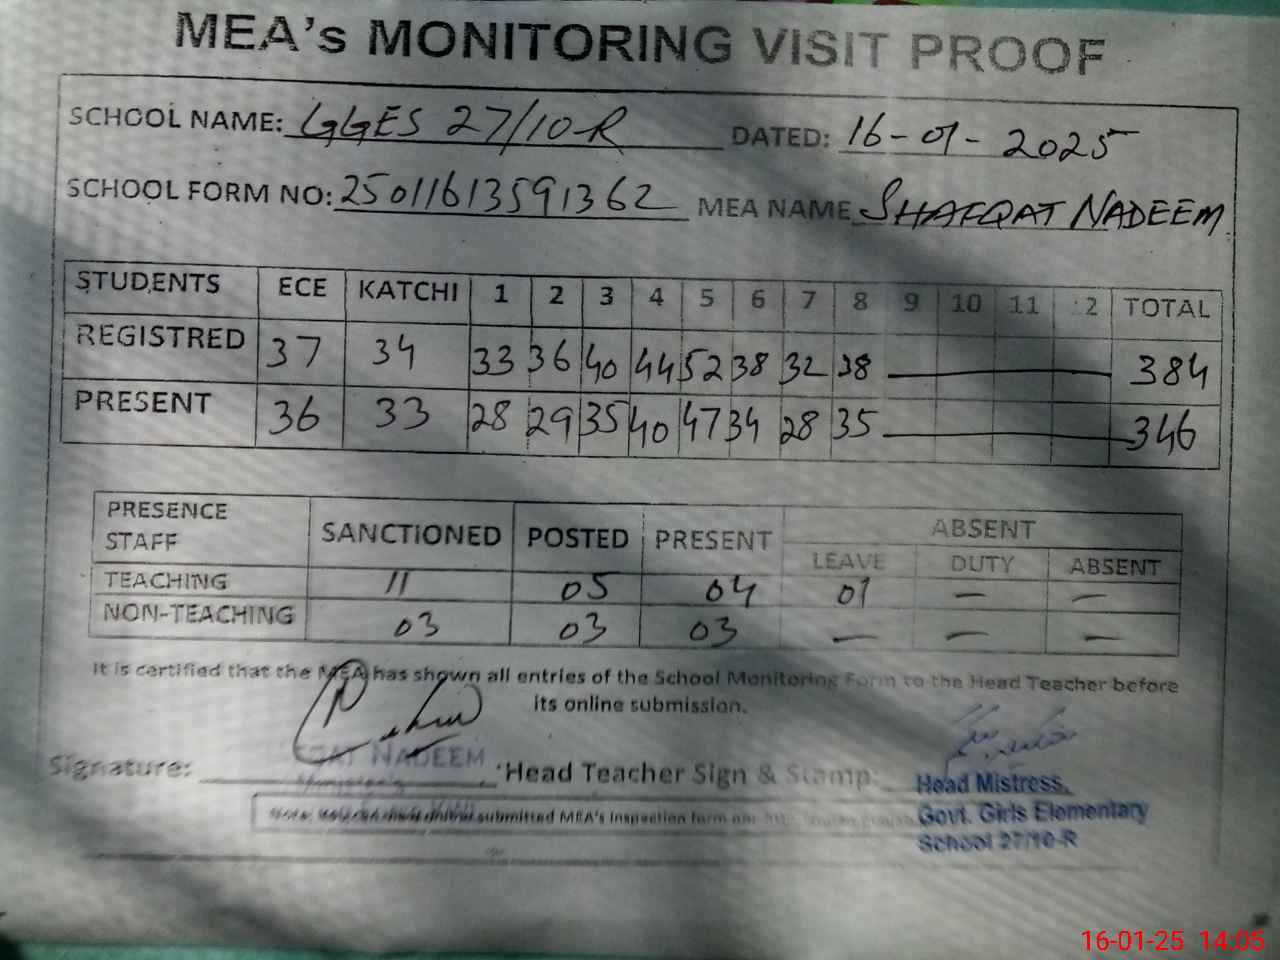 MEA's MONITORING VISIT PROOF
SCHOOL NAME: GGES 27/10-R DATED: 16-01-2025
SCHOOL FORM NO: 25011613591362 MEA NAME SHAFQAT NADEEM
STUDENTS ECE KATCHI 1 2 3 4 5 6 7 8 9 10 11 12 TOTAL
REGISTRED 37 34 33 36 40 44 52 38 32 38 384
PRESENT 36 33 28 29 35 40 47 34 28 35 346
PRESENCE STAFF SANCTIONED POSTED PRESENT ABSENT
LEAVE DUTY ABSENT
TEACHING 11 05 04 01 — —
NON-TEACHING 03 03 03 — — —
It is certified that the MEA has shown all entries of the School Monitoring Form to the Head Teacher before
its online submission.
NADEEM
Signature: Head Teacher Sign & Stamp:
Head Mistress,
Govt. Girls Elementary
School 27/10-R
submitted MEA's inspection form
16-01-25 14:05